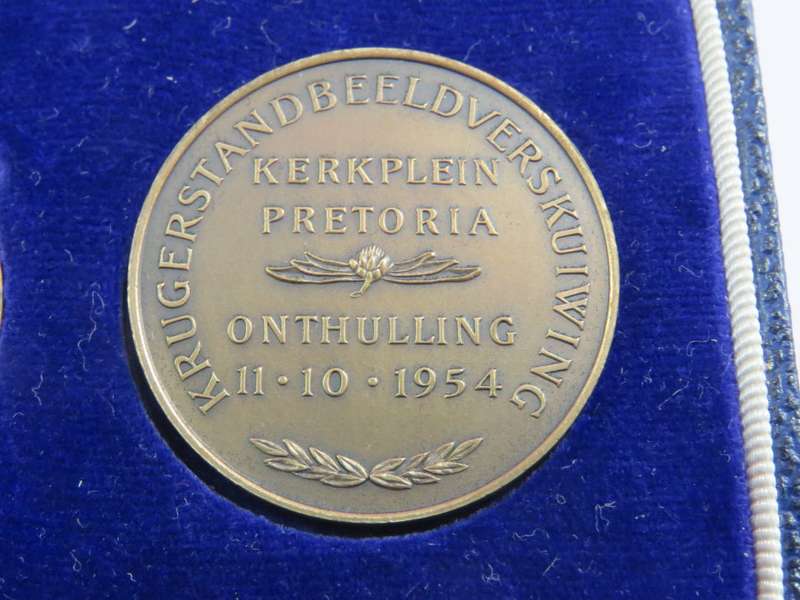 KRUGERSTANDBEELDVERSKUIWING
KERKPLEIN
PRETORIA
ONTHULLING
11·10·1954